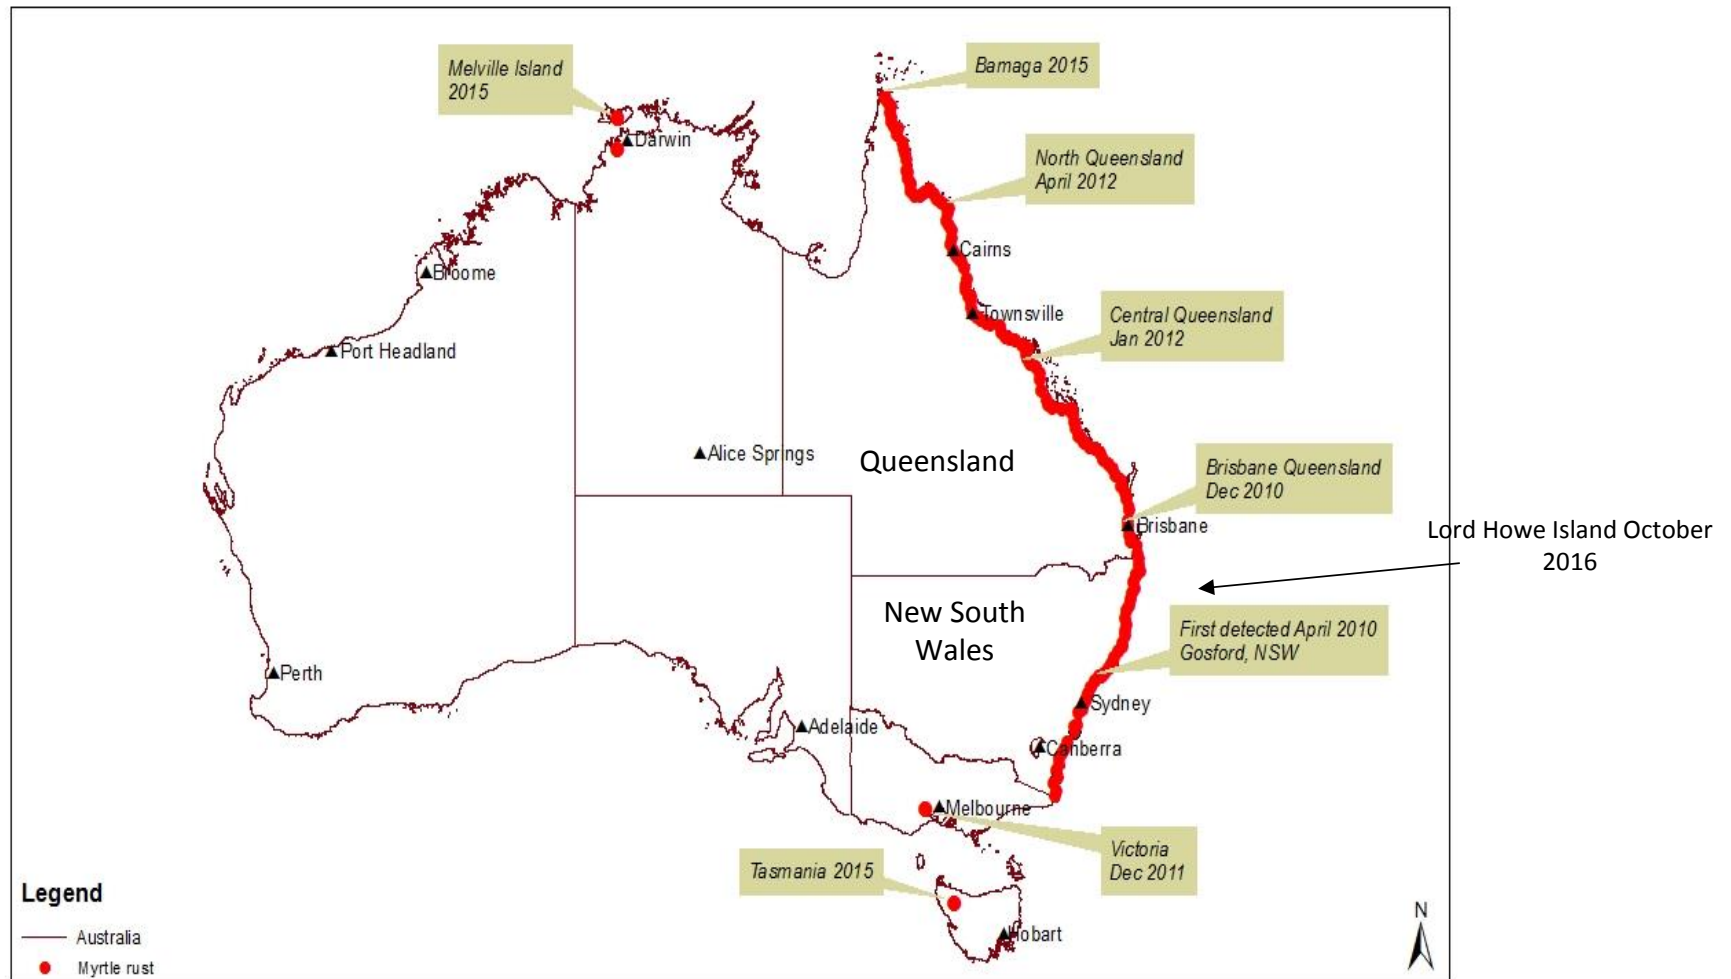 Melville Island
2015
Bamaga 2015
Darwin
North Queensland
April 2012
Cairns
Broome
Townsville
Central Queensland
Jan 2012
Port Headland
Alice Springs
Queensland
Brisbane Queensland
Dec 2010
Brisbane
Lord Howe Island October
2016
New South
Wales
First detected April 2010
Gosford, NSW
Perth
Sydney
Adelaide
Canberra
Melbourne
Victoria
Dec 2011
Tasmania 2015
Hobart
Legend
Australia
Myrtle rust
N